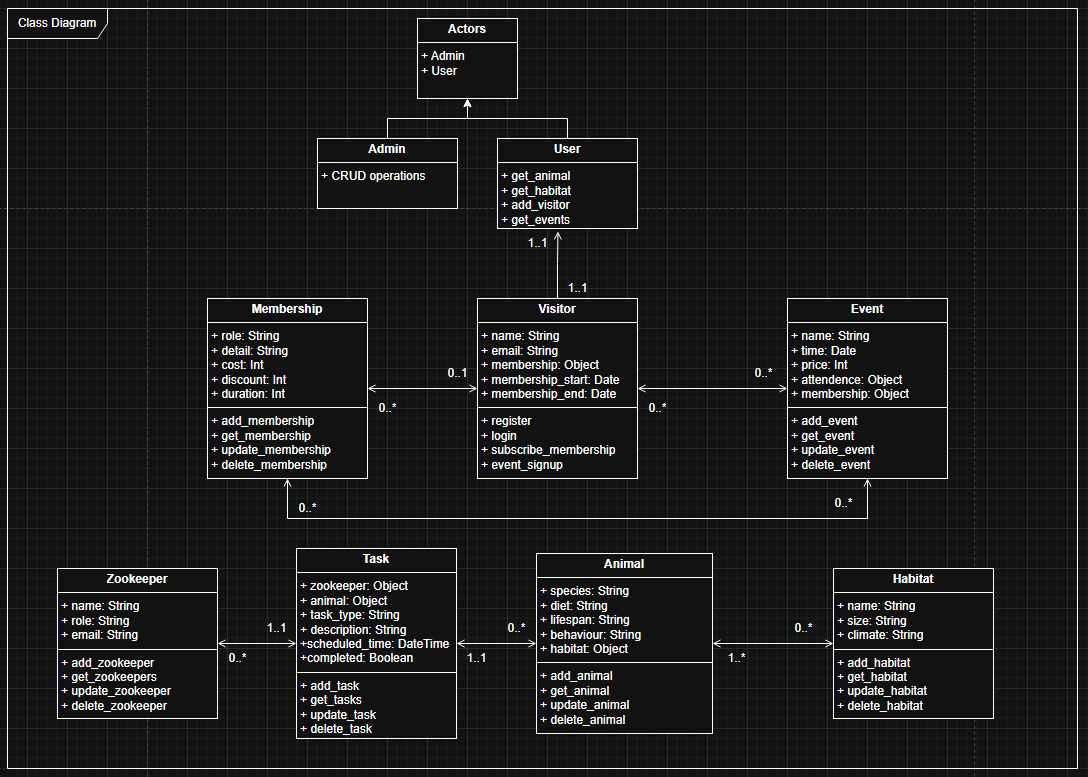 Class Diagram
Actors
+ Admin
+ User
Admin
+ CRUD operations
User
+ get_animal
+ get_habitat
+ add_visitor
+ get_events
1..1
1..1
Membership
+ role: String
+ detail: String
+ cost: Int
+ discount: Int
+ duration: Int
+ add_membership
+ get_membership
+ update_membership
+ delete_membership
0..1
0..*
Visitor
+ name: String
+ email: String
+ membership: Object
+ membership_start: Date
+ membership_end: Date
+ register
+ login
+ subscribe_membership
+ event_signup
0..*
0..*
Event
+ name: String
+ time: Date
+ price: Int
+ attendence: Object
+ membership: Object
+ add_event
+ get_event
+ update_event
+ delete_event
0..*
0..*
Zookeeper
+ name: String
+ role: String
+ email: String
+ add_zookeeper
+ get_zookeepers
+ update_zookeeper
+ delete_zookeeper
1..1
0..*
Task
+ zookeeper: Object
+ animal: Object
+ task_type: String
+ description: String
+scheduled_time: DateTime
+completed: Boolean
+ add_task
+ get_tasks
+ update_task
+ delete_task
0..*
1..1
Animal
+ species: String
+ diet: String
+ lifespan: String
+ behaviour: String
+ habitat: Object
+ add_animal
+ get_animal
+ update_animal
+ delete_animal
0..*
1..*
Habitat
+ name: String
+ size: String
+ climate: String
+ add_habitat
+ get_habitat
+ update_habitat
+ delete_habitat